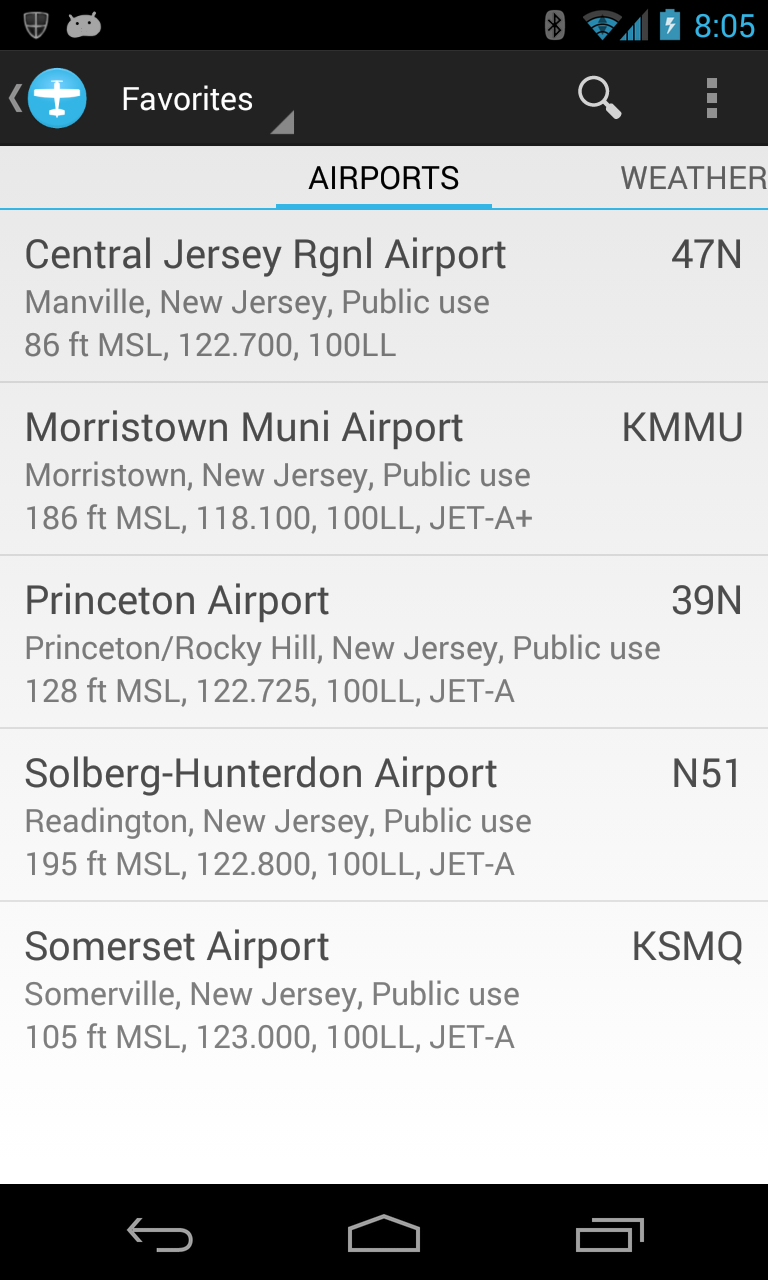 8:05
Favorites
AIRPORTS WEATHER
Central Jersey Rgnl Airport 47N
Manville, New Jersey, Public use
86 ft MSL, 122.700, 100LL
Morristown Muni Airport KMMU
Morristown, New Jersey, Public use
186 ft MSL, 118.100, 100LL, JET-A+
Princeton Airport 39N
Princeton/Rocky Hill, New Jersey, Public use
128 ft MSL, 122.725, 100LL, JET-A
Solberg-Hunterdon Airport N51
Readington, New Jersey, Public use
195 ft MSL, 122.800, 100LL, JET-A
Somerset Airport KSMQ
Somerville, New Jersey, Public use
105 ft MSL, 123.000, 100LL, JET-A